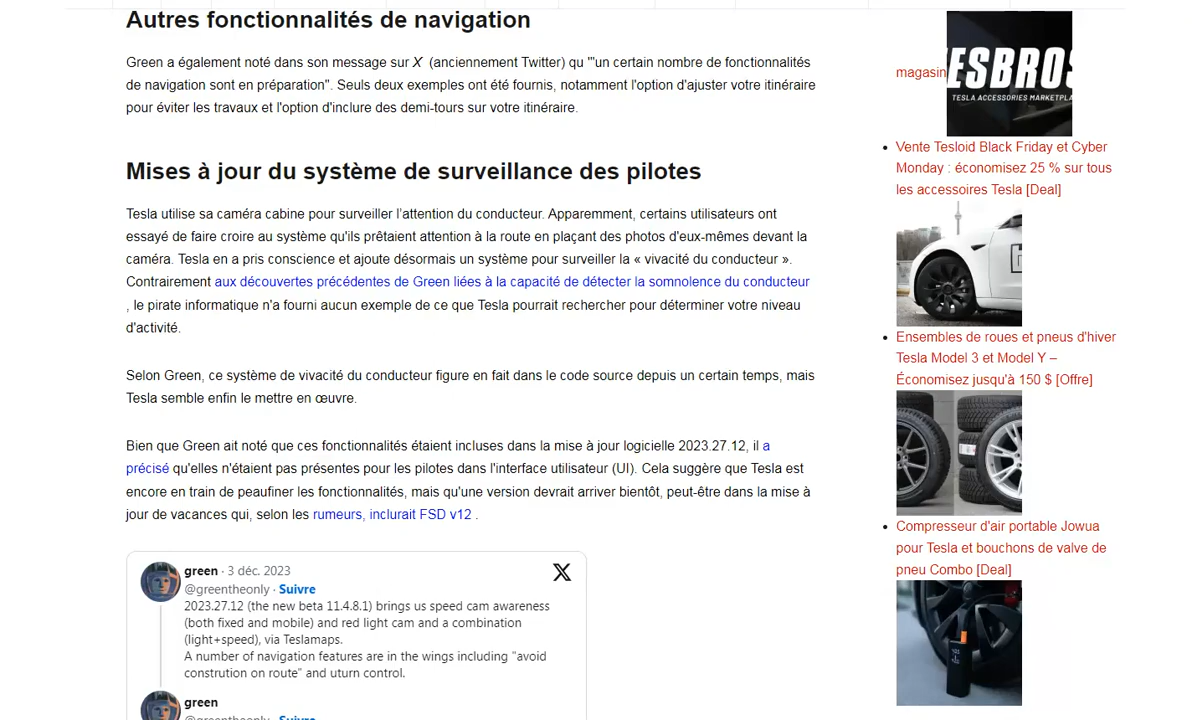 Autres fonctionnalités de navigation
Green a également noté dans son message sur X (anciennement Twitter) qu '"un certain nombre de fonctionnalités
de navigation sont en préparation". Seuls deux exemples ont été fournis, notamment l'option d'ajuster votre itinéraire
pour éviter les travaux et l'option d'inclure des demi-tours sur votre itinéraire.
Mises à jour du système de surveillance des pilotes
Tesla utilise sa caméra cabine pour surveiller l'attention du conducteur. Apparemment, certains utilisateurs ont
essayé de faire croire au système qu'ils prêtaient attention à la route en plaçant des photos d'eux-mêmes devant la
caméra. Tesla en a pris conscience et ajoute désormais un système pour surveiller la « vivacité du conducteur ».
Contrairement aux découvertes précédentes de Green liées à la capacité de détecter la somnolence du conducteur
, le pirate informatique n'a fourni aucun exemple de ce que Tesla pourrait rechercher pour déterminer votre niveau
d'activité.
Selon Green, ce système de vivacité du conducteur figure en fait dans le code source depuis un certain temps, mais
Tesla semble enfin le mettre en œuvre.
Bien que Green ait noté que ces fonctionnalités étaient incluses dans la mise à jour logicielle 2023.27.12, il a
précisé qu'elles n'étaient pas présentes pour les pilotes dans l'interface utilisateur (UI). Cela suggère que Tesla est
encore en train de peaufiner les fonctionnalités, mais qu'une version devrait arriver bientôt, peut-être dans la mise à
jour de vacances qui, selon les rumeurs, inclurait FSD v12 .
green · 3 déc. 2023
@greentheonly · Suivre
2023.27.12 (the new beta 11.4.8.1) brings us speed cam awareness
(both fixed and mobile) and red light cam and a combination
(light+speed), via Teslamaps.
A number of navigation features are in the wings including "avoid
constrution on route" and uturn control.
green
@greentheonly · Suivre
magasin
ESBROS
TESLA ACCESSORIES MARKETPLA
Vente Tesloid Black Friday et Cyber
Monday : économisez 25 % sur tous
les accessoires Tesla [Deal]
Ensembles de roues et pneus d'hiver
Tesla Model 3 et Model Y –
Économisez jusqu'à 150 $ [Offre]
Compresseur d'air portable Jowua
pour Tesla et bouchons de valve de
pneu Combo [Deal]